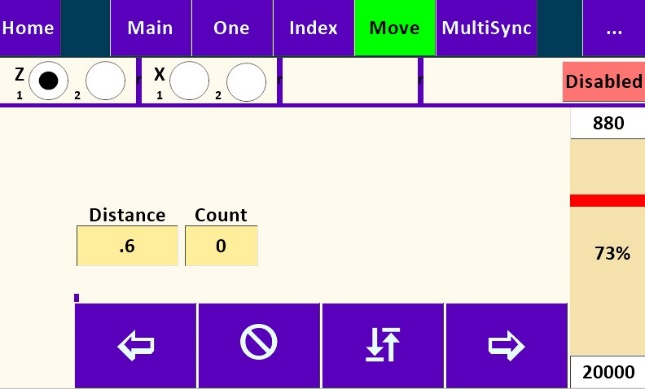 Home Main One Index Move MultiSync ...
Z 1 2 X 1 2 Disabled
880
Distance Count
.6 0
73%
20000